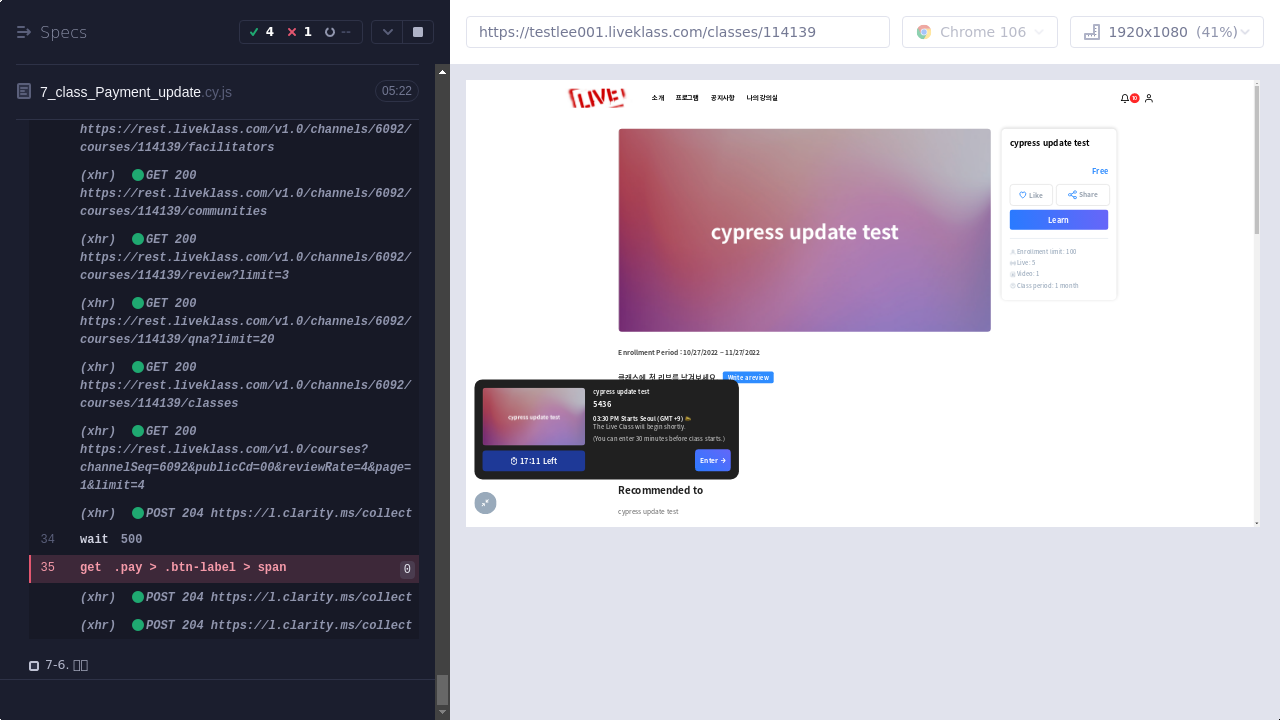 Specs
4
1
--
7_class_Payment_update.cy.js
05:22
https://rest.liveklass.com/v1.0/channels/6092/
courses/114139/facilitators
(xhr) GET 200
https://rest.liveklass.com/v1.0/channels/6092/
courses/114139/communities
(xhr) GET 200
https://rest.liveklass.com/v1.0/channels/6092/
courses/114139/review?limit=3
(xhr) GET 200
https://rest.liveklass.com/v1.0/channels/6092/
courses/114139/qna?limit=20
(xhr) GET 200
https://rest.liveklass.com/v1.0/channels/6092/
courses/114139/classes
(xhr) GET 200
https://rest.liveklass.com/v1.0/courses?
channelSeq=6092&publicCd=00&reviewRate=4&page=
1&limit=4
(xhr) POST 204 https://l.clarity.ms/collect
34 wait 500
35 get .pay > .btn-label > span 0
(xhr) POST 204 https://l.clarity.ms/collect
(xhr) POST 204 https://l.clarity.ms/collect
7-6.
https://testlee001.liveklass.com/classes/114139
Chrome 106
1920x1080 (41%)
LIVE!
소개 프로그램 공지사항 나의 강의실
cypress update test
cypress update test
Free
Like
Share
Learn
Enrollment limit: 100
Live: 5
Video: 1
Class period: 1 month
Enrollment Period : 10/27/2022 ~ 11/27/2022
클래스에 첫 리뷰를 남겨보세요
Write a review
cypress update test
cypress update test
5436
03:30 PM Starts Seoul (GMT +9)
The Live Class will begin shortly.
(You can enter 30 minutes before class starts.)
17:11 Left
Enter →
Recommended to
cypress update test